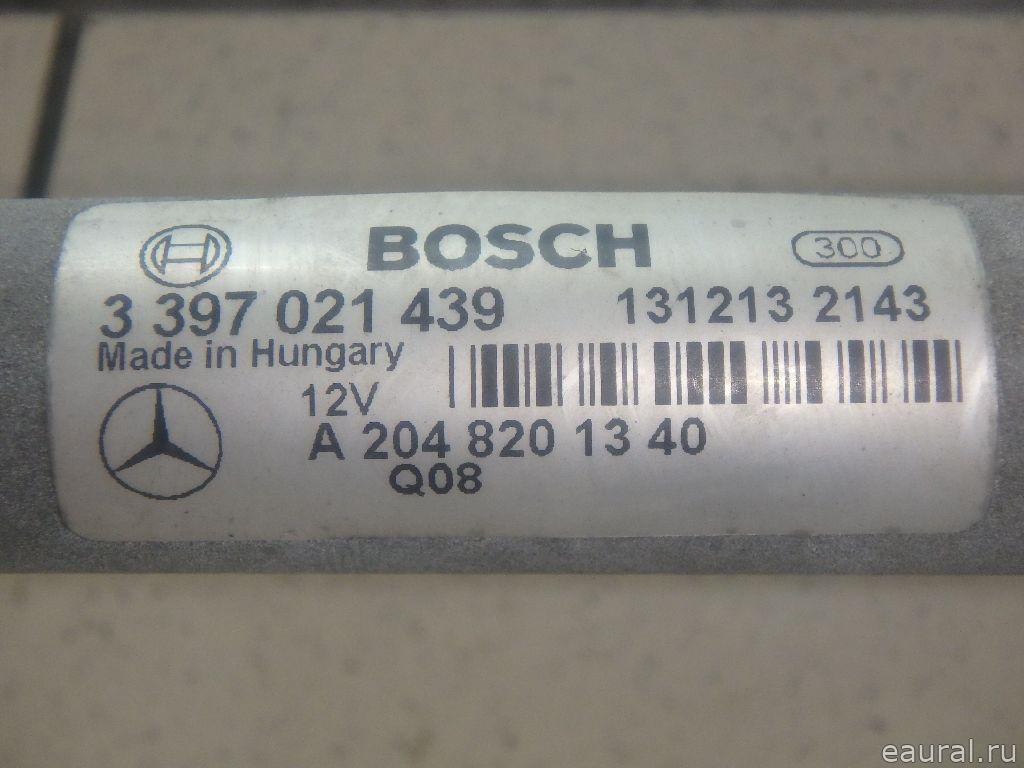 BOSCH 300
3 397 021 439 131213 2143
Made in Hungary
12V
A 204 820 13 40
Q08
eaural.ru